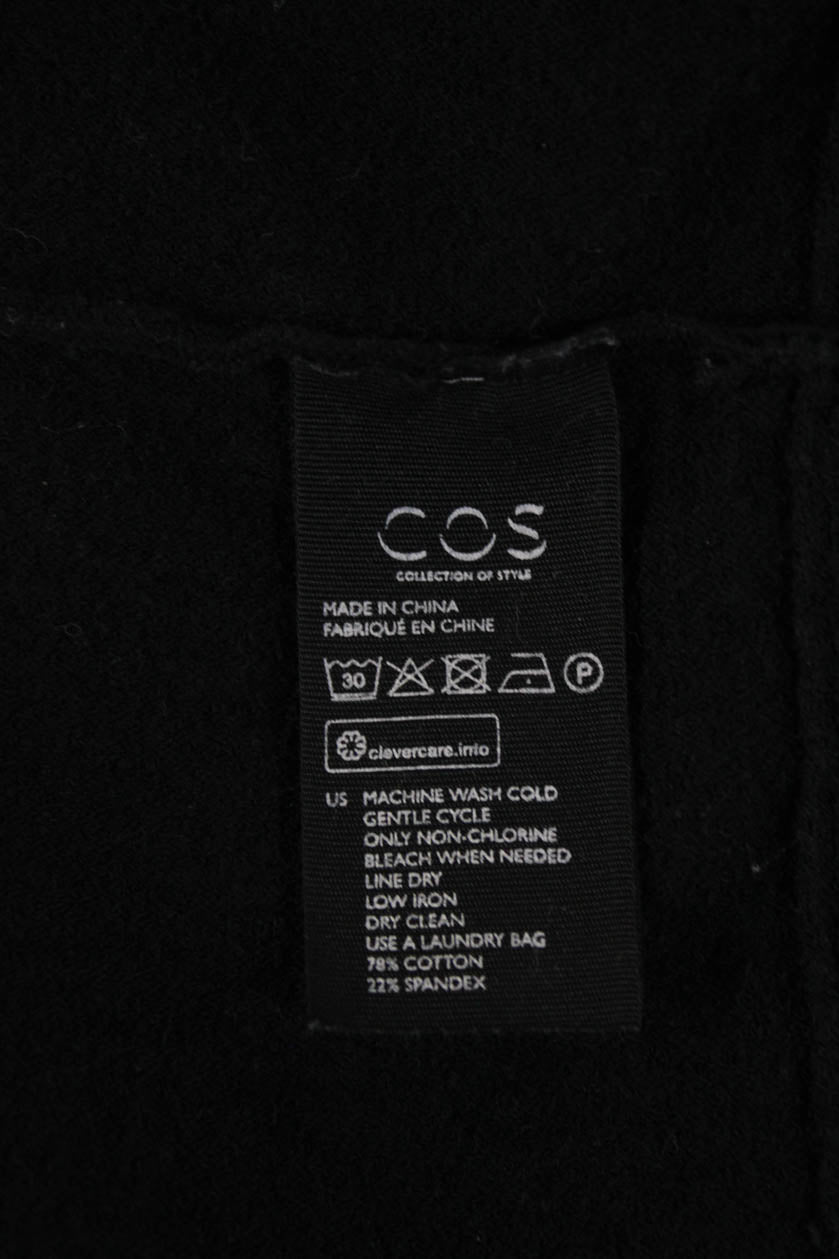 COS
COLLECTION OF STYLE
MADE IN CHINA
FABRIQUÉ EN CHINE
30 P
clevercare.info
US MACHINE WASH COLD
GENTLE CYCLE
ONLY NON-CHLORINE
BLEACH WHEN NEEDED
LINE DRY
LOW IRON
DRY CLEAN
USE A LAUNDRY BAG
78% COTTON
22% SPANDEX